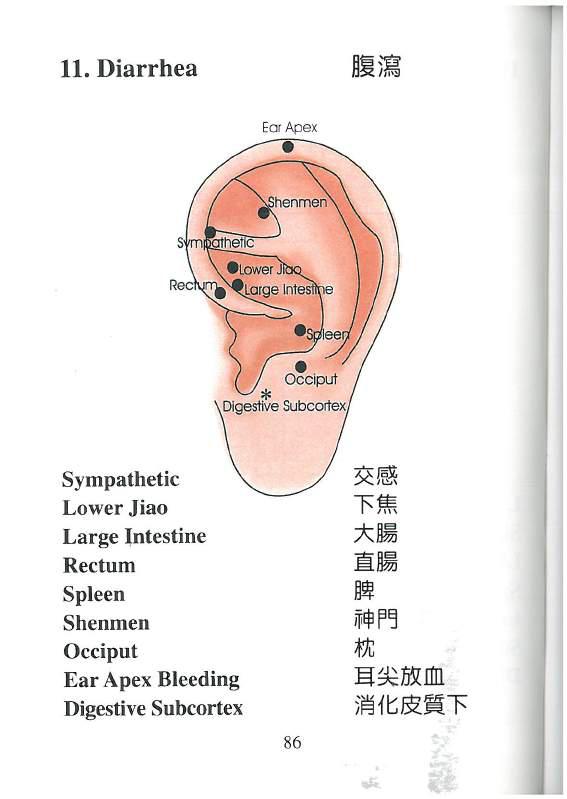 11. Diarrhea 腹瀉
Ear Apex
Shenmen
Sympathetic
Lower Jiao
Rectum
Large Intestine
Spleen
Occiput
*
Digestive Subcortex
Sympathetic 交感
Lower Jiao 下焦
Large Intestine 大腸
Rectum 直腸
Spleen 脾
Shenmen 神門
Occiput 枕
Ear Apex Bleeding 耳尖放血
Digestive Subcortex 消化皮質下
86